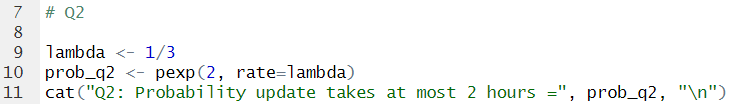 7 # Q2
8
9 lambda <- 1/3
10 prob_q2 <- pexp(2, rate=lambda)
11 cat("Q2: Probability update takes at most 2 hours =", prob_q2, "\n")